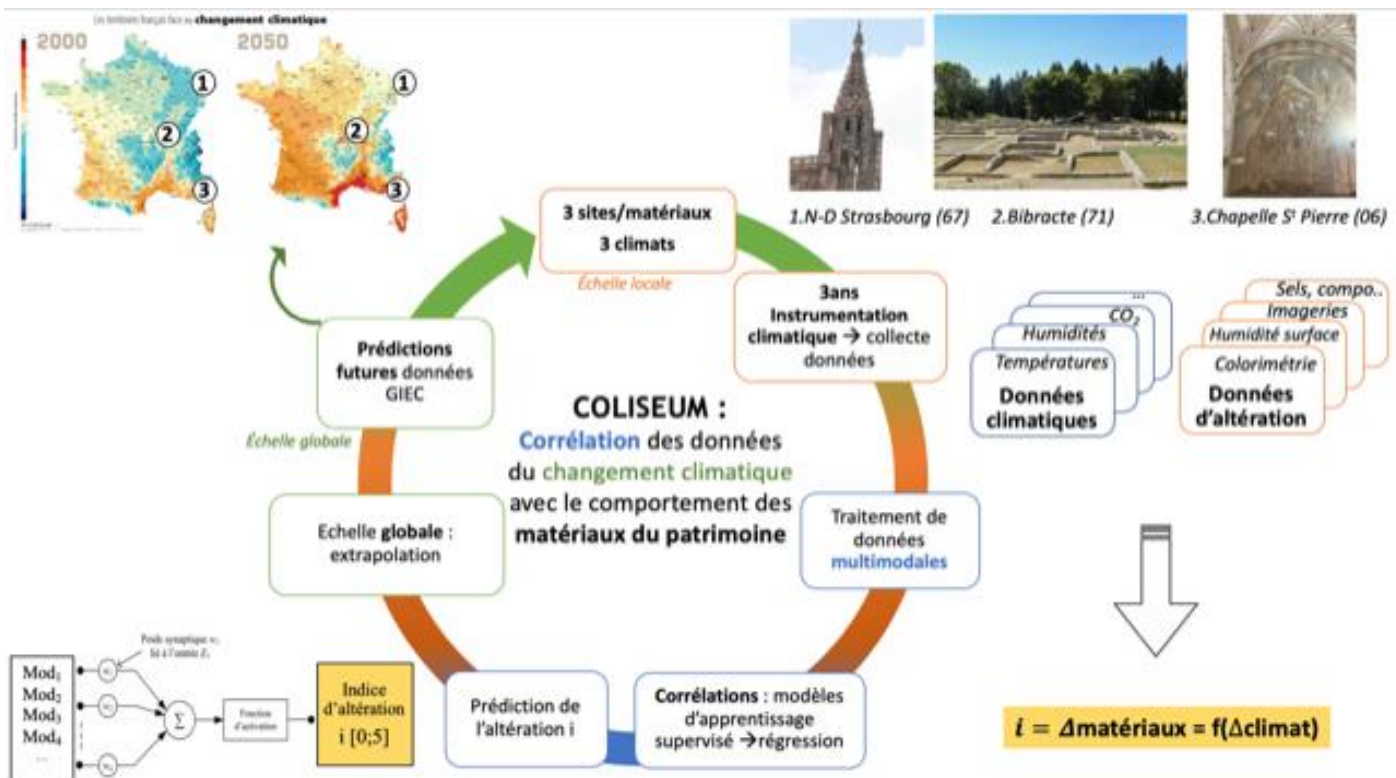 Les territoire français face au changement climatique
2000
2050
1
2
3
1
2
3
1.N-D Strasbourg (67)
2.Bibracte (71)
3.Chapelle Sᵗ Pierre (06)
3 sites/matériaux
3 climats
Échelle locale
3ans
Instrumentation
climatique → collecte
données
...
CO₂
Humidités
Températures
Données
climatiques
Sels, compo..
Imageries
Humidité surface
Colorimétrie
Données
d'altération
Prédictions
futures données
GIEC
Échelle globale
COLISEUM :
Corrélation des données
du changement climatique
avec le comportement des
matériaux du patrimoine
Echelle globale :
extrapolation
Traitement de
données
multimodales
Prédiction de
l'altération i
Corrélations : modèles
d'apprentissage
supervisé →régression
Poids synaptique
lié à l'entrée
Mod₁
Mod₂
Mod₃
Mod₄
...
Σ
Fonction
d'activation
Indice
d'altération
i [0;5]
i = Δmatériaux = f(Δclimat)